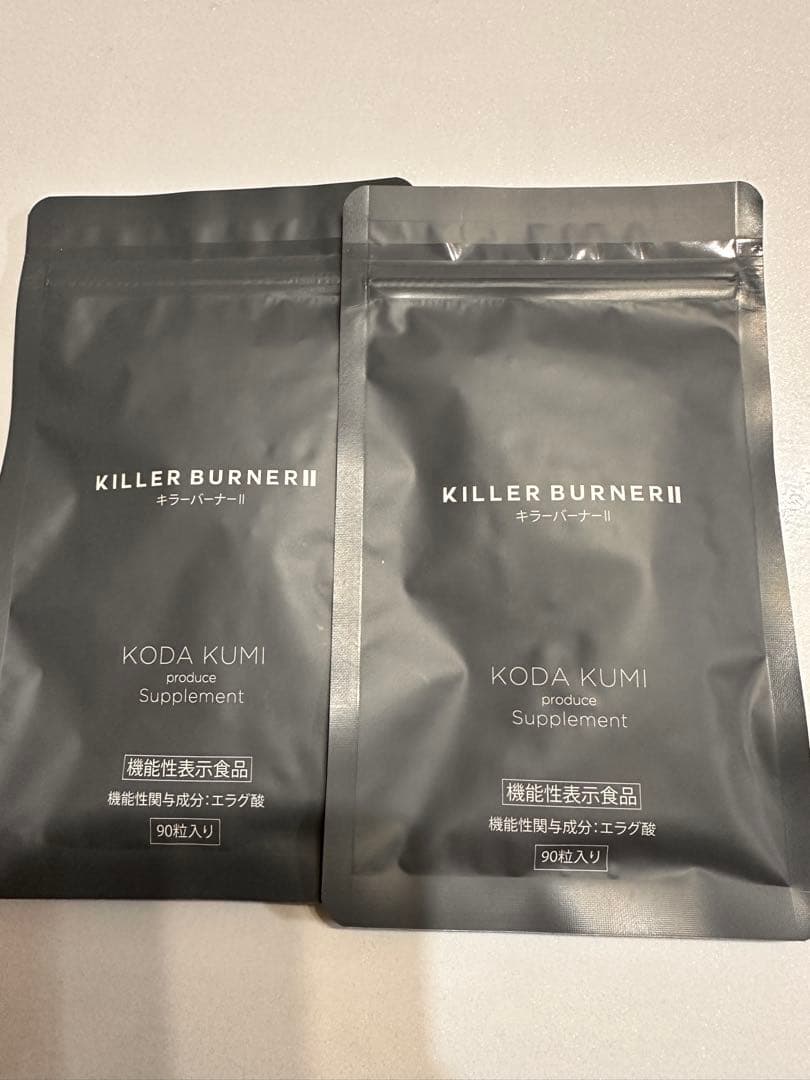 KILLER BURNERⅡ
キラーバーナーⅡ
KODA KUMI
produce
Supplement
機能性表示食品
機能性関与成分:エラグ酸
90粒入り
KILLER BURNERⅡ
キラーバーナーⅡ
KODA KUMI
produce
Supplement
機能性表示食品
機能性関与成分:エラグ酸
90粒入り